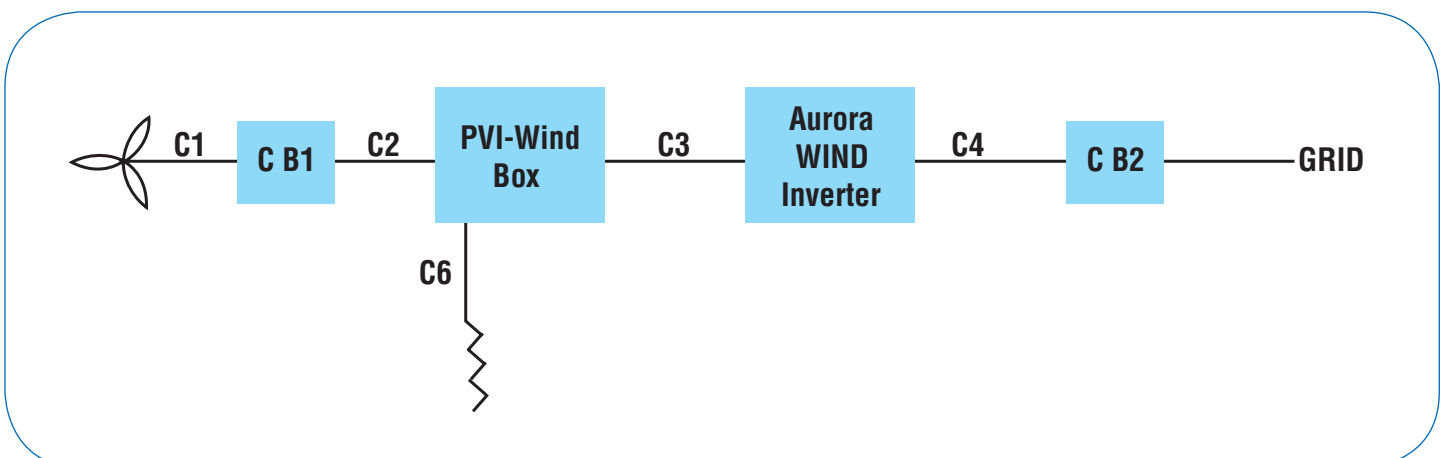 C1
C B1
C2
PVI-Wind
Box
C3
Aurora
WIND
Inverter
C4
C B2
GRID
C6